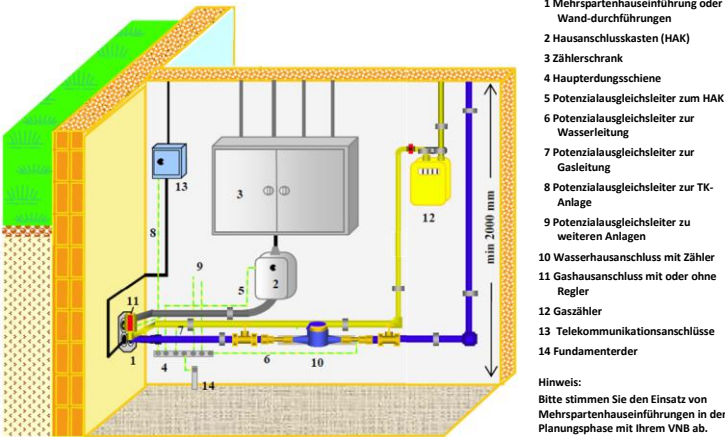 13
3
12
8
min 2000 mm
9
5
2
11
7
1
4
6
10
14
1 Mehrspartenhauseinführung oder
Wand-durchführungen
2 Hausanschlusskasten (HAK)
3 Zählerschrank
4 Haupterdungsschiene
5 Potenzialausgleichsleiter zum HAK
6 Potenzialausgleichsleiter zur
Wasserleitung
7 Potenzialausgleichsleiter zur
Gasleitung
8 Potenzialausgleichsleiter zur TK-
Anlage
9 Potenzialausgleichsleiter zu
weiteren Anlagen
10 Wasserhausanschluss mit Zähler
11 Gashausanschluss mit oder ohne
Regler
12 Gaszähler
13 Telekommunikationsanschlüsse
14 Fundamenterder
Hinweis:
Bitte stimmen Sie den Einsatz von
Mehrspartenhauseinführungen in der
Planungsphase mit Ihrem VNB ab.